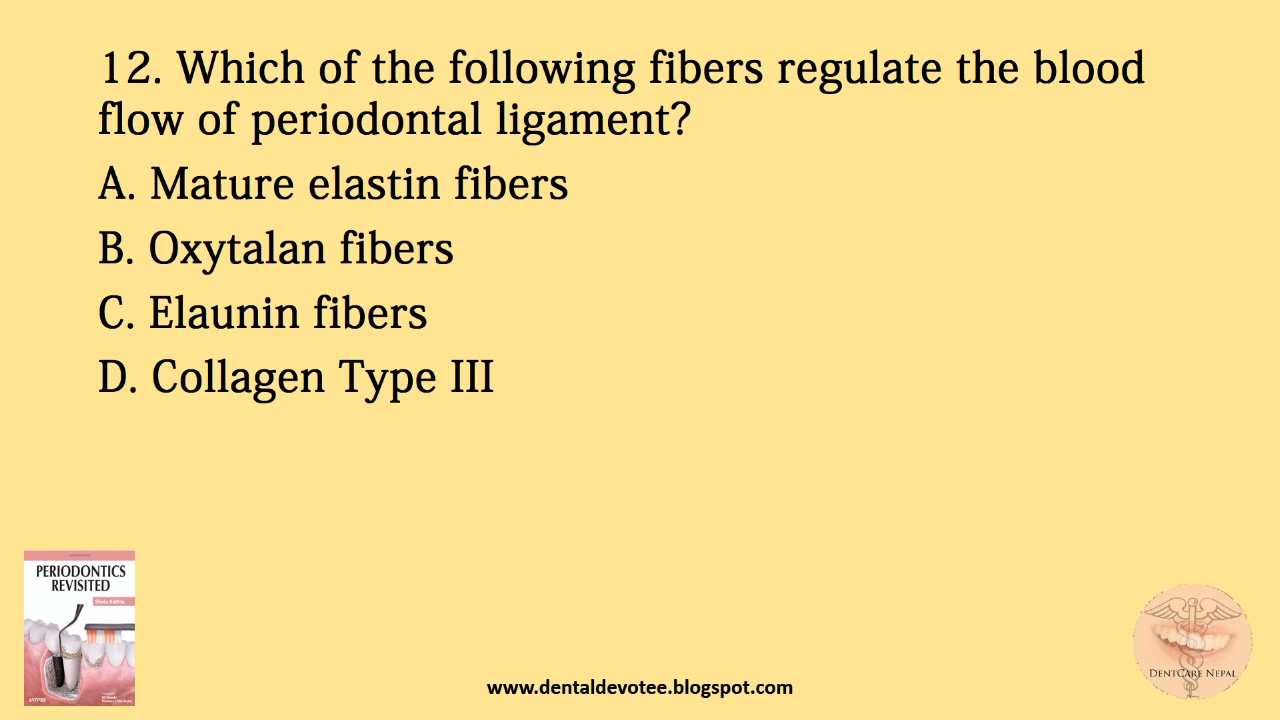 12. Which of the following fibers regulate the blood
flow of periodontal ligament?
A. Mature elastin fibers
B. Oxytalan fibers
C. Elaunin fibers
D. Collagen Type III
PERIODONTICS
REVISITED
www.dentaldevotee.blogspot.com
DENTCARE NEPAL